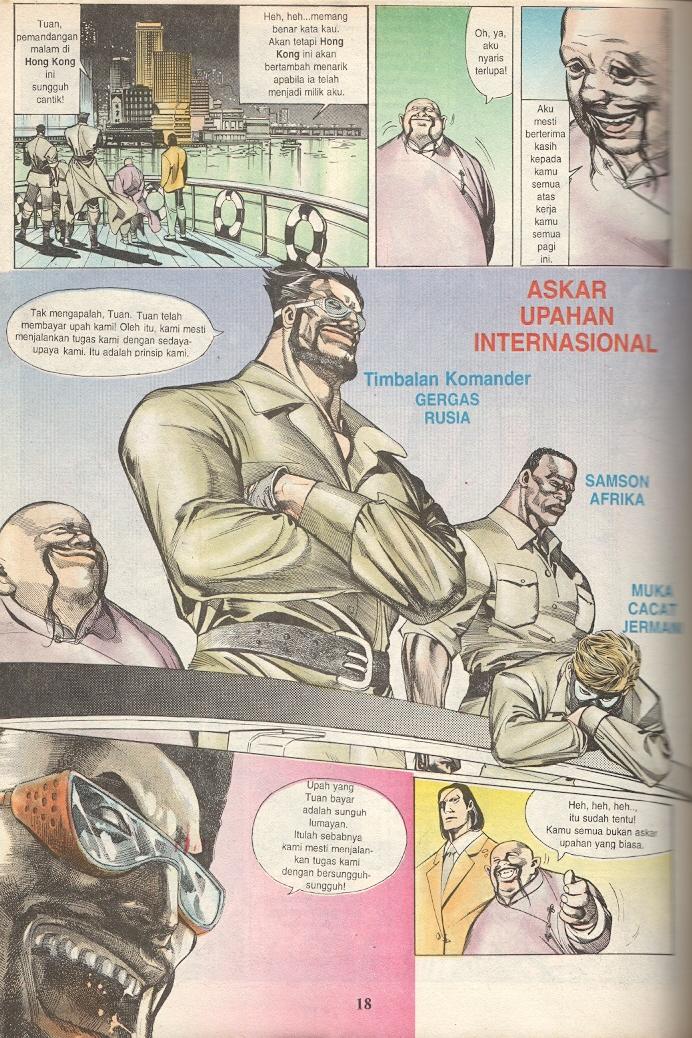 Tuan,
pemandangan
malam di
Hong Kong
ini
sungguh
cantik!
Heh, heh...memang
benar kata kau.
Akan tetapi Hong
Kong ini akan
bertambah menarik
apabila ia telah
menjadi milik aku.
Oh, ya,
aku
nyaris
terlupa!
Aku
mesti
berterima
kasih
kepada
kamu
semua
atas
kerja
kamu
semua
pagi
ini.
Tak mengapalah, Tuan. Tuan telah
membayar upah kami! Oleh itu, kami mesti
menjalankan tugas kami dengan sedaya-
upaya kami. Itu adalah prinsip kami.
ASKAR
UPAHAN
INTERNASIONAL
Timbalan Komander
GERGAS
RUSIA
SAMSON
AFRIKA
MUKA
CACAT
JERMAN
Upah yang
Tuan bayar
adalah sunguh
lumayan.
Itulah sebabnya
kami mesti menjalan-
kan tugas kami
dengan bersungguh-
sungguh!
Heh, heh, heh..,
itu sudah tentu!
Kamu semua bukan askar
upahan yang biasa.
18